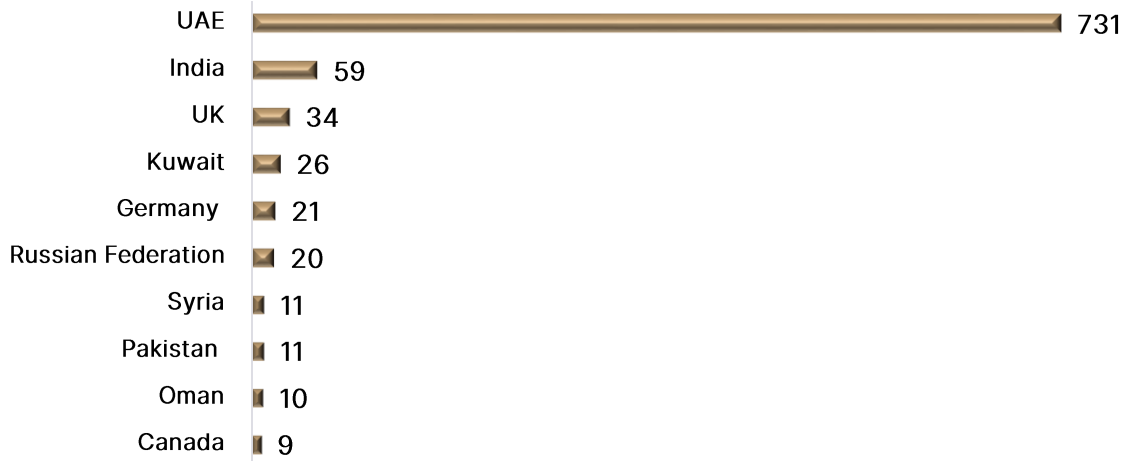 UAE 731
India 59
UK 34
Kuwait 26
Germany 21
Russian Federation 20
Syria 11
Pakistan 11
Oman 10
Canada 9